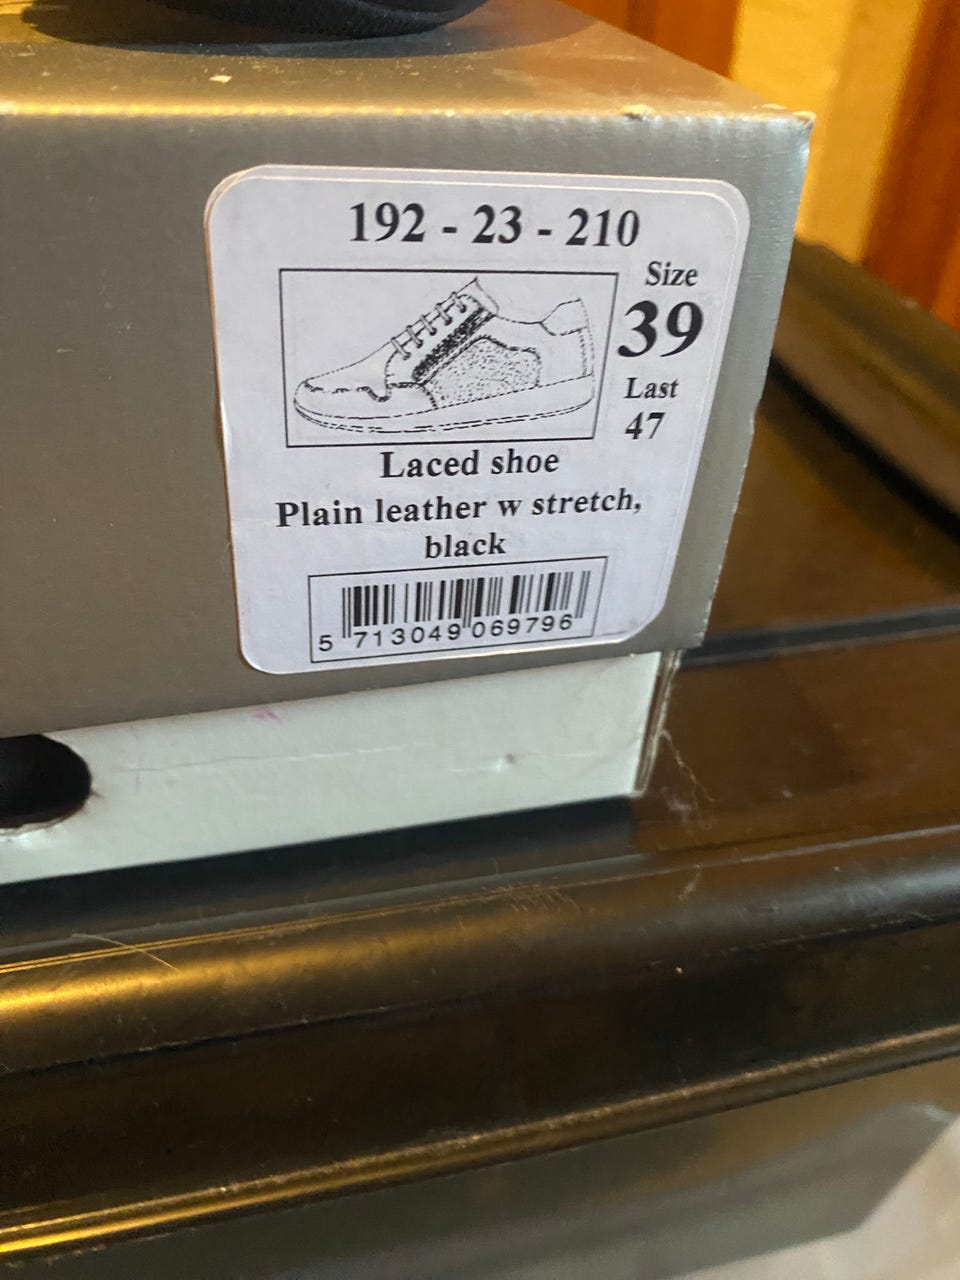 192 - 23 - 210
Size
39
Last
47
Laced shoe
Plain leather w stretch,
black
5 713049 069796